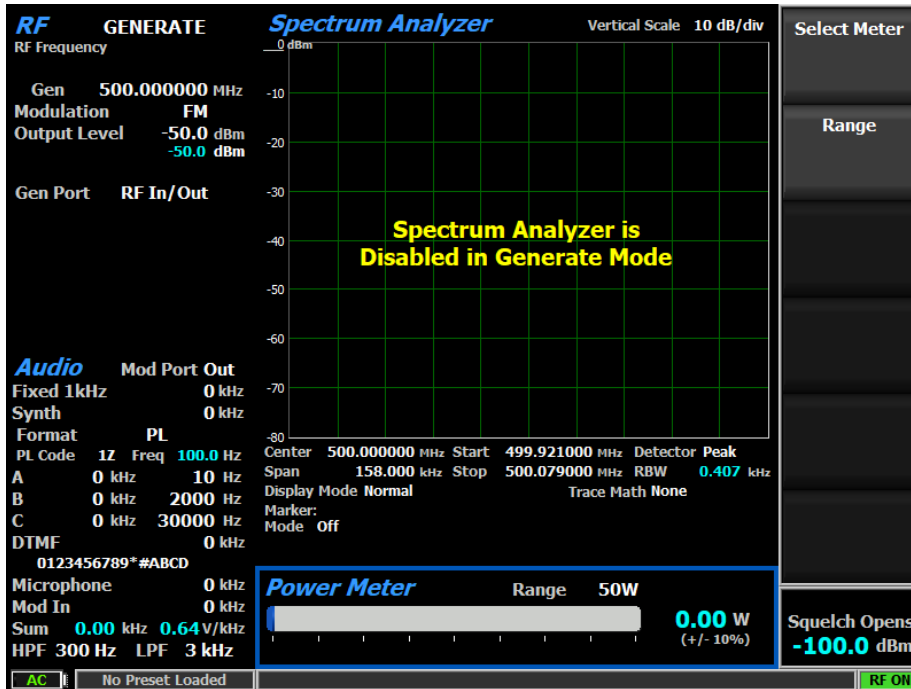 RF GENERATE
RF Frequency
Gen 500.000000 MHz
Modulation FM
Output Level -50.0 dBm
-50.0 dBm
Gen Port RF In/Out
Audio Mod Port Out
Fixed 1kHz 0 kHz
Synth 0 kHz
Format PL
PL Code 1Z Freq 100.0 Hz
A 0 kHz 10 Hz
B 0 kHz 2000 Hz
C 0 kHz 30000 Hz
DTMF 0 kHz
0123456789*#ABCD
Microphone 0 kHz
Mod In 0 kHz
Sum 0.00 kHz 0.64 V/kHz
HPF 300 Hz LPF 3 kHz
Spectrum Analyzer Vertical Scale 10 dB/div
0 dBm
-10
-20
-30
-40
-50
-60
-70
-80
Spectrum Analyzer is
Disabled in Generate Mode
Center 500.000000 MHz Start 499.921000 MHz Detector Peak
Span 158.000 kHz Stop 500.079000 MHz RBW 0.407 kHz
Display Mode Normal Trace Math None
Marker:
Mode Off
Power Meter Range 50W
0.00 W
(+/- 10%)
Select Meter
Range
Squelch Opens
-100.0 dBm
AC No Preset Loaded RF ON